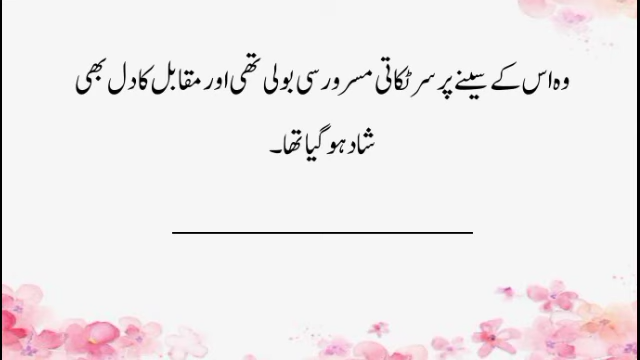 وہ اس کے سینے پر سر ٹکاتی مسرور سی بولی تھی اور مقابل کا دل بھی
شاد ہو گیا تھا۔